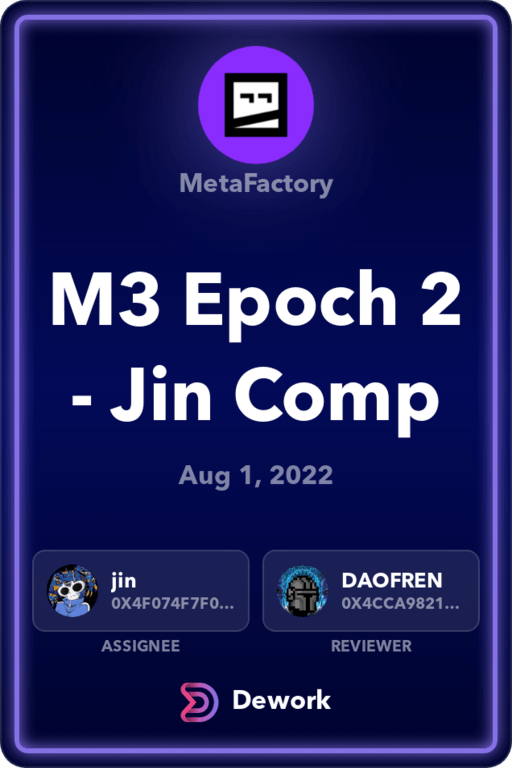 MetaFactory
M3 Epoch 2
- Jin Comp
Aug 1, 2022
jin
0X4F074F7F0...
ASSIGNEE
DAOFREN
0X4CCA9821...
REVIEWER
Dework